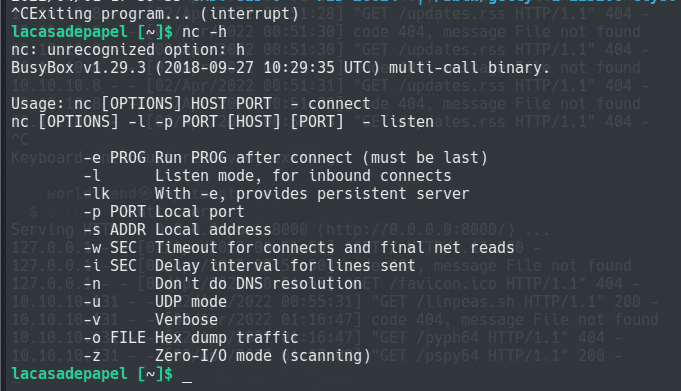 ^CExiting program... (interrupt)
lacasadepapel [~]$ nc -h
nc: unrecognized option: h
BusyBox v1.29.3 (2018-09-27 10:29:35 UTC) multi-call binary.
Usage: nc [OPTIONS] HOST PORT  - connect
nc [OPTIONS] -l -p PORT [HOST] [PORT]  - listen
-e PROG Run PROG after connect (must be last)
-l Listen mode, for inbound connects
-lk With -e, provides persistent server
-p PORT Local port
-s ADDR Local address
-w SEC Timeout for connects and final net reads
-i SEC Delay interval for lines sent
-n Don't do DNS resolution
-u UDP mode
-v Verbose
-o FILE Hex dump traffic
-z Zero-I/O mode (scanning)
lacasadepapel [~]$ _